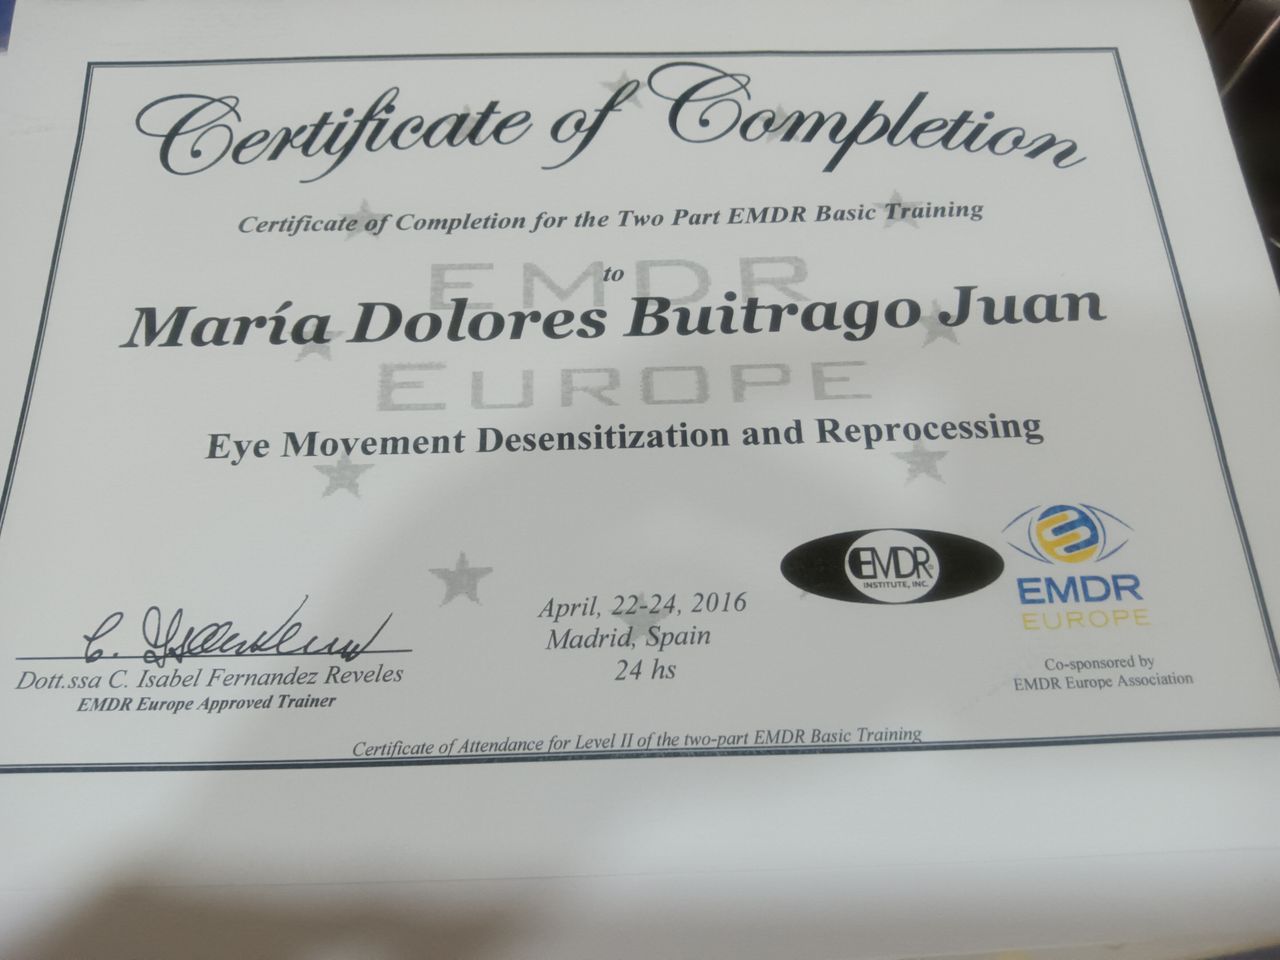 Certificate of Completion
Certificate of Completion for the Two Part EMDR Basic Training
to
EMDR
María Dolores Buitrago Juan
EUROPE
Eye Movement Desensitization and Reprocessing
EMDR
INSTITUTE, INC.
EMDR
EUROPE
Co-sponsored by
EMDR Europe Association
April, 22-24, 2016
Madrid, Spain
24 hs
Dott.ssa C. Isabel Fernandez Reveles
EMDR Europe Approved Trainer
Certificate of Attendance for Level II of the two-part EMDR Basic Training